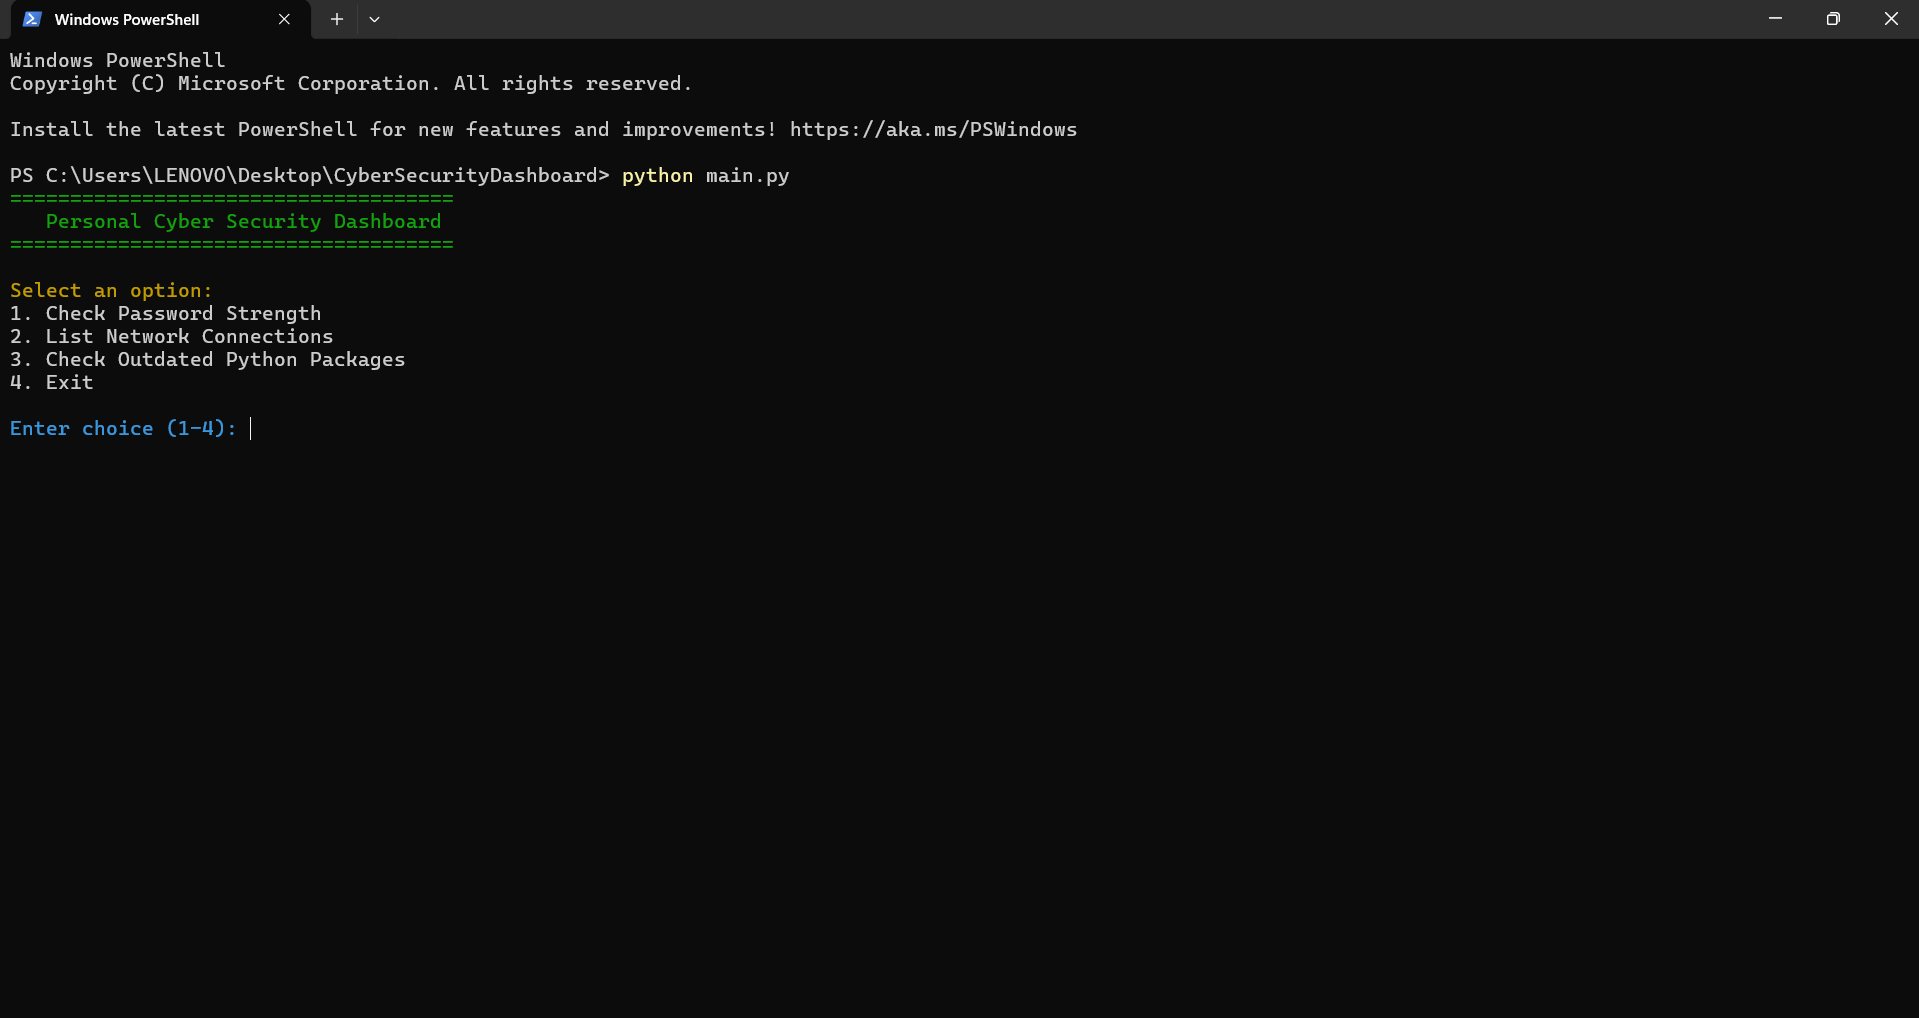 Windows PowerShell
Windows PowerShell
Copyright (C) Microsoft Corporation. All rights reserved.
Install the latest PowerShell for new features and improvements! https://aka.ms/PSWindows
PS C:\Users\LENOVO\Desktop\CyberSecurityDashboard> python main.py
=====================================
   Personal Cyber Security Dashboard
=====================================
Select an option:
1. Check Password Strength
2. List Network Connections
3. Check Outdated Python Packages
4. Exit
Enter choice (1-4):